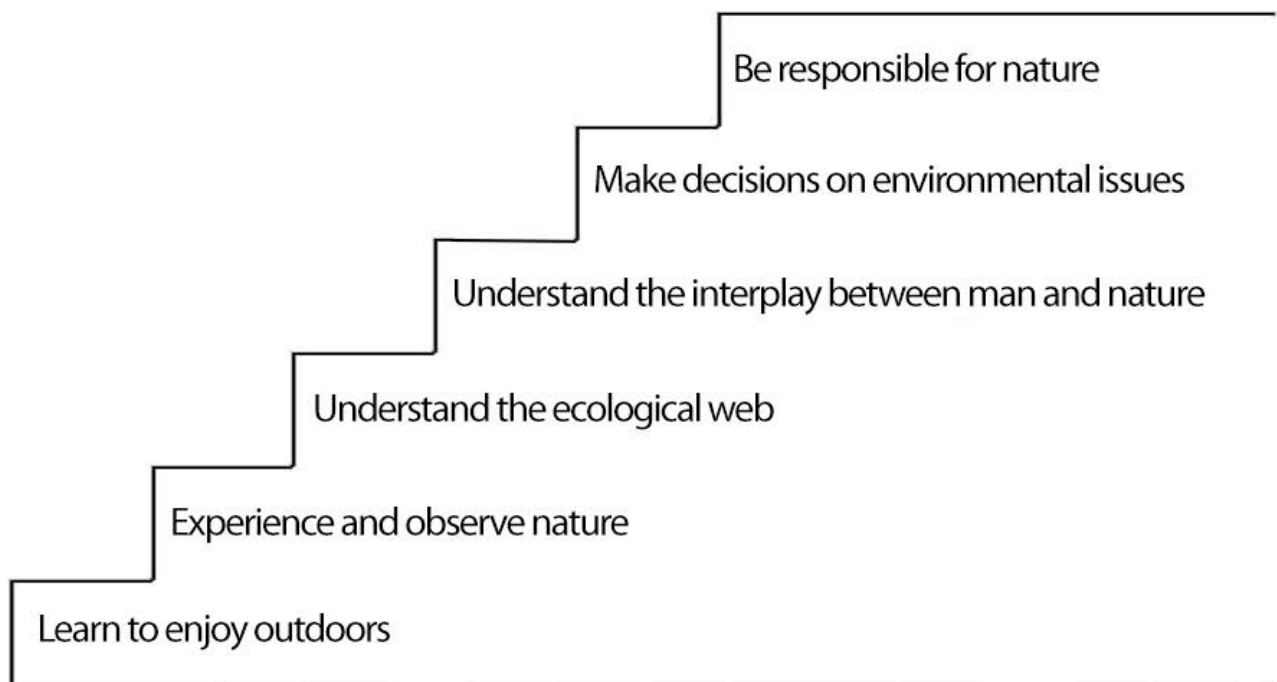 Be responsible for nature
Make decisions on environmental issues
Understand the interplay between man and nature
Understand the ecological web
Experience and observe nature
Learn to enjoy outdoors